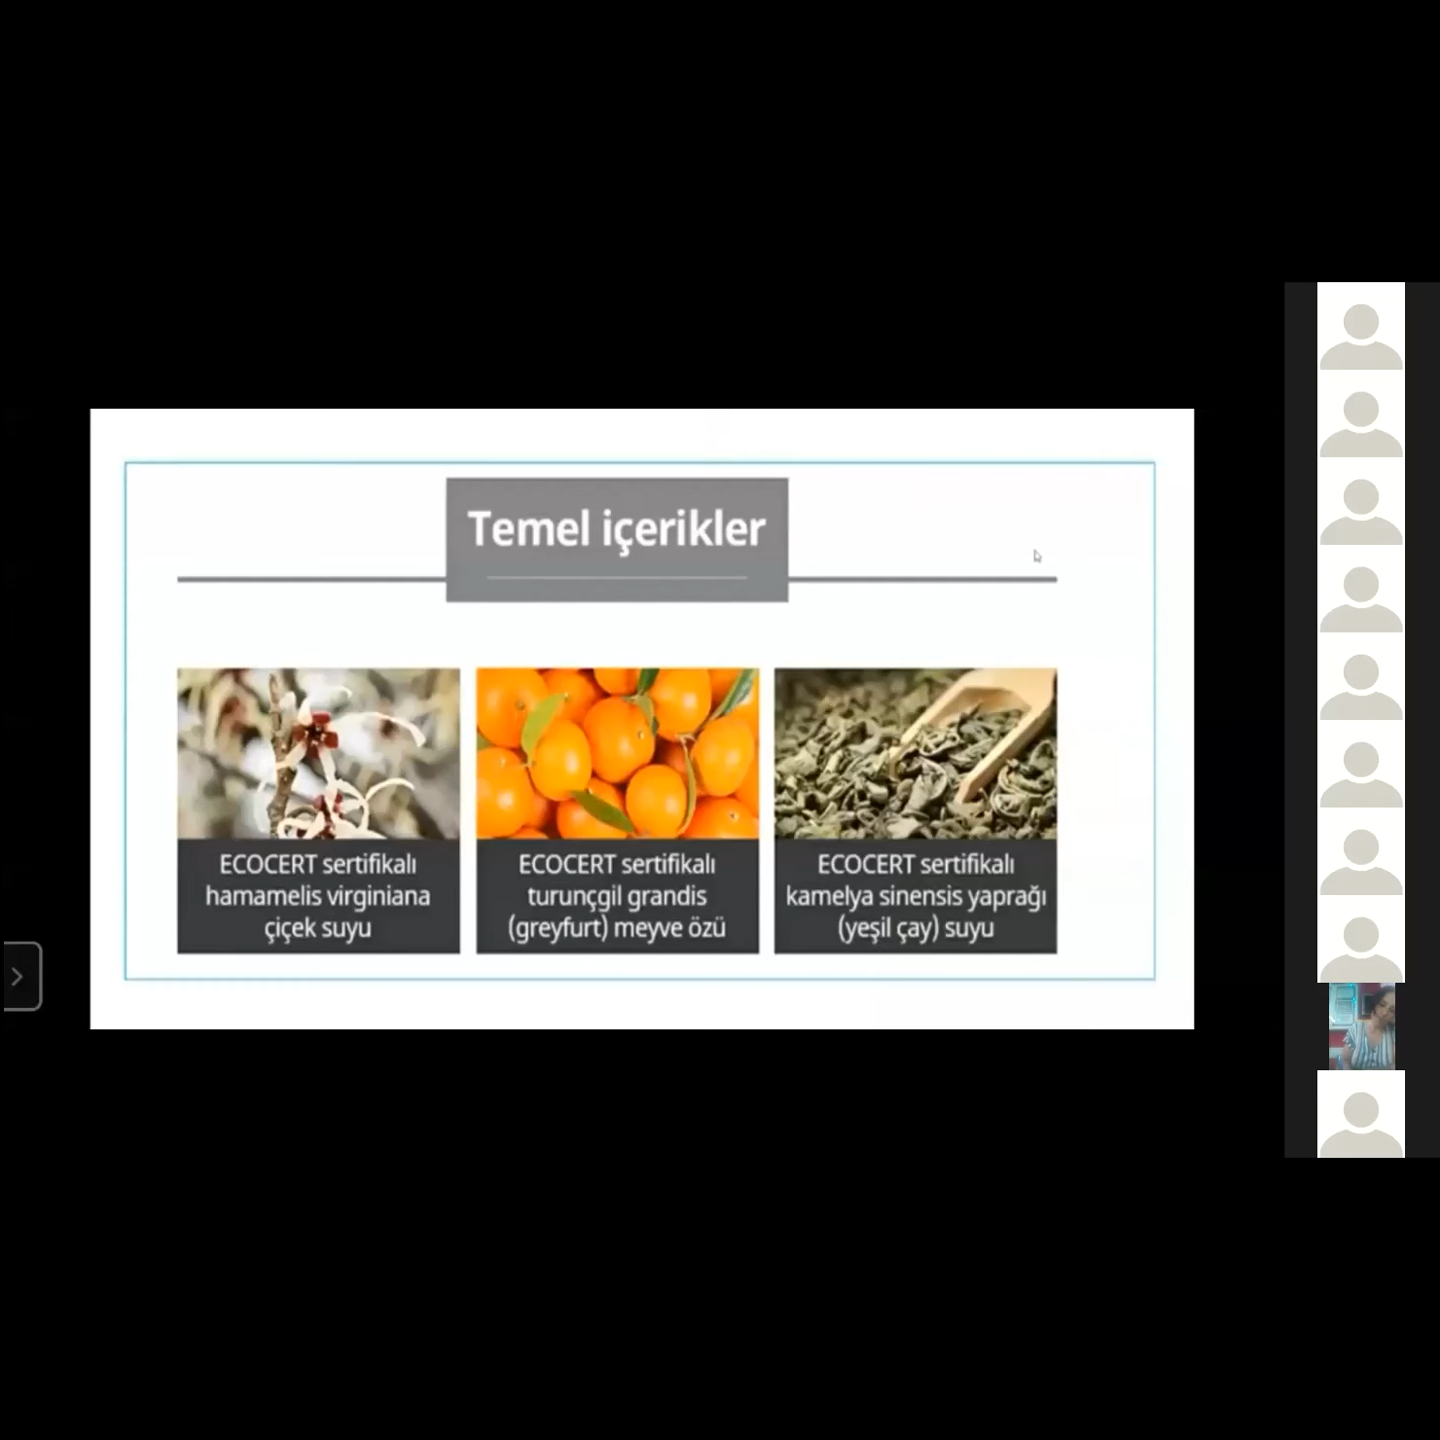 Temel içerikler
ECOCERT sertifikalı
hamamelis virginiana
çiçek suyu
ECOCERT sertifikalı
turunçgil grandis
(greyfurt) meyve özü
ECOCERT sertifikalı
kamelya sinensis yaprağı
(yeşil çay) suyu